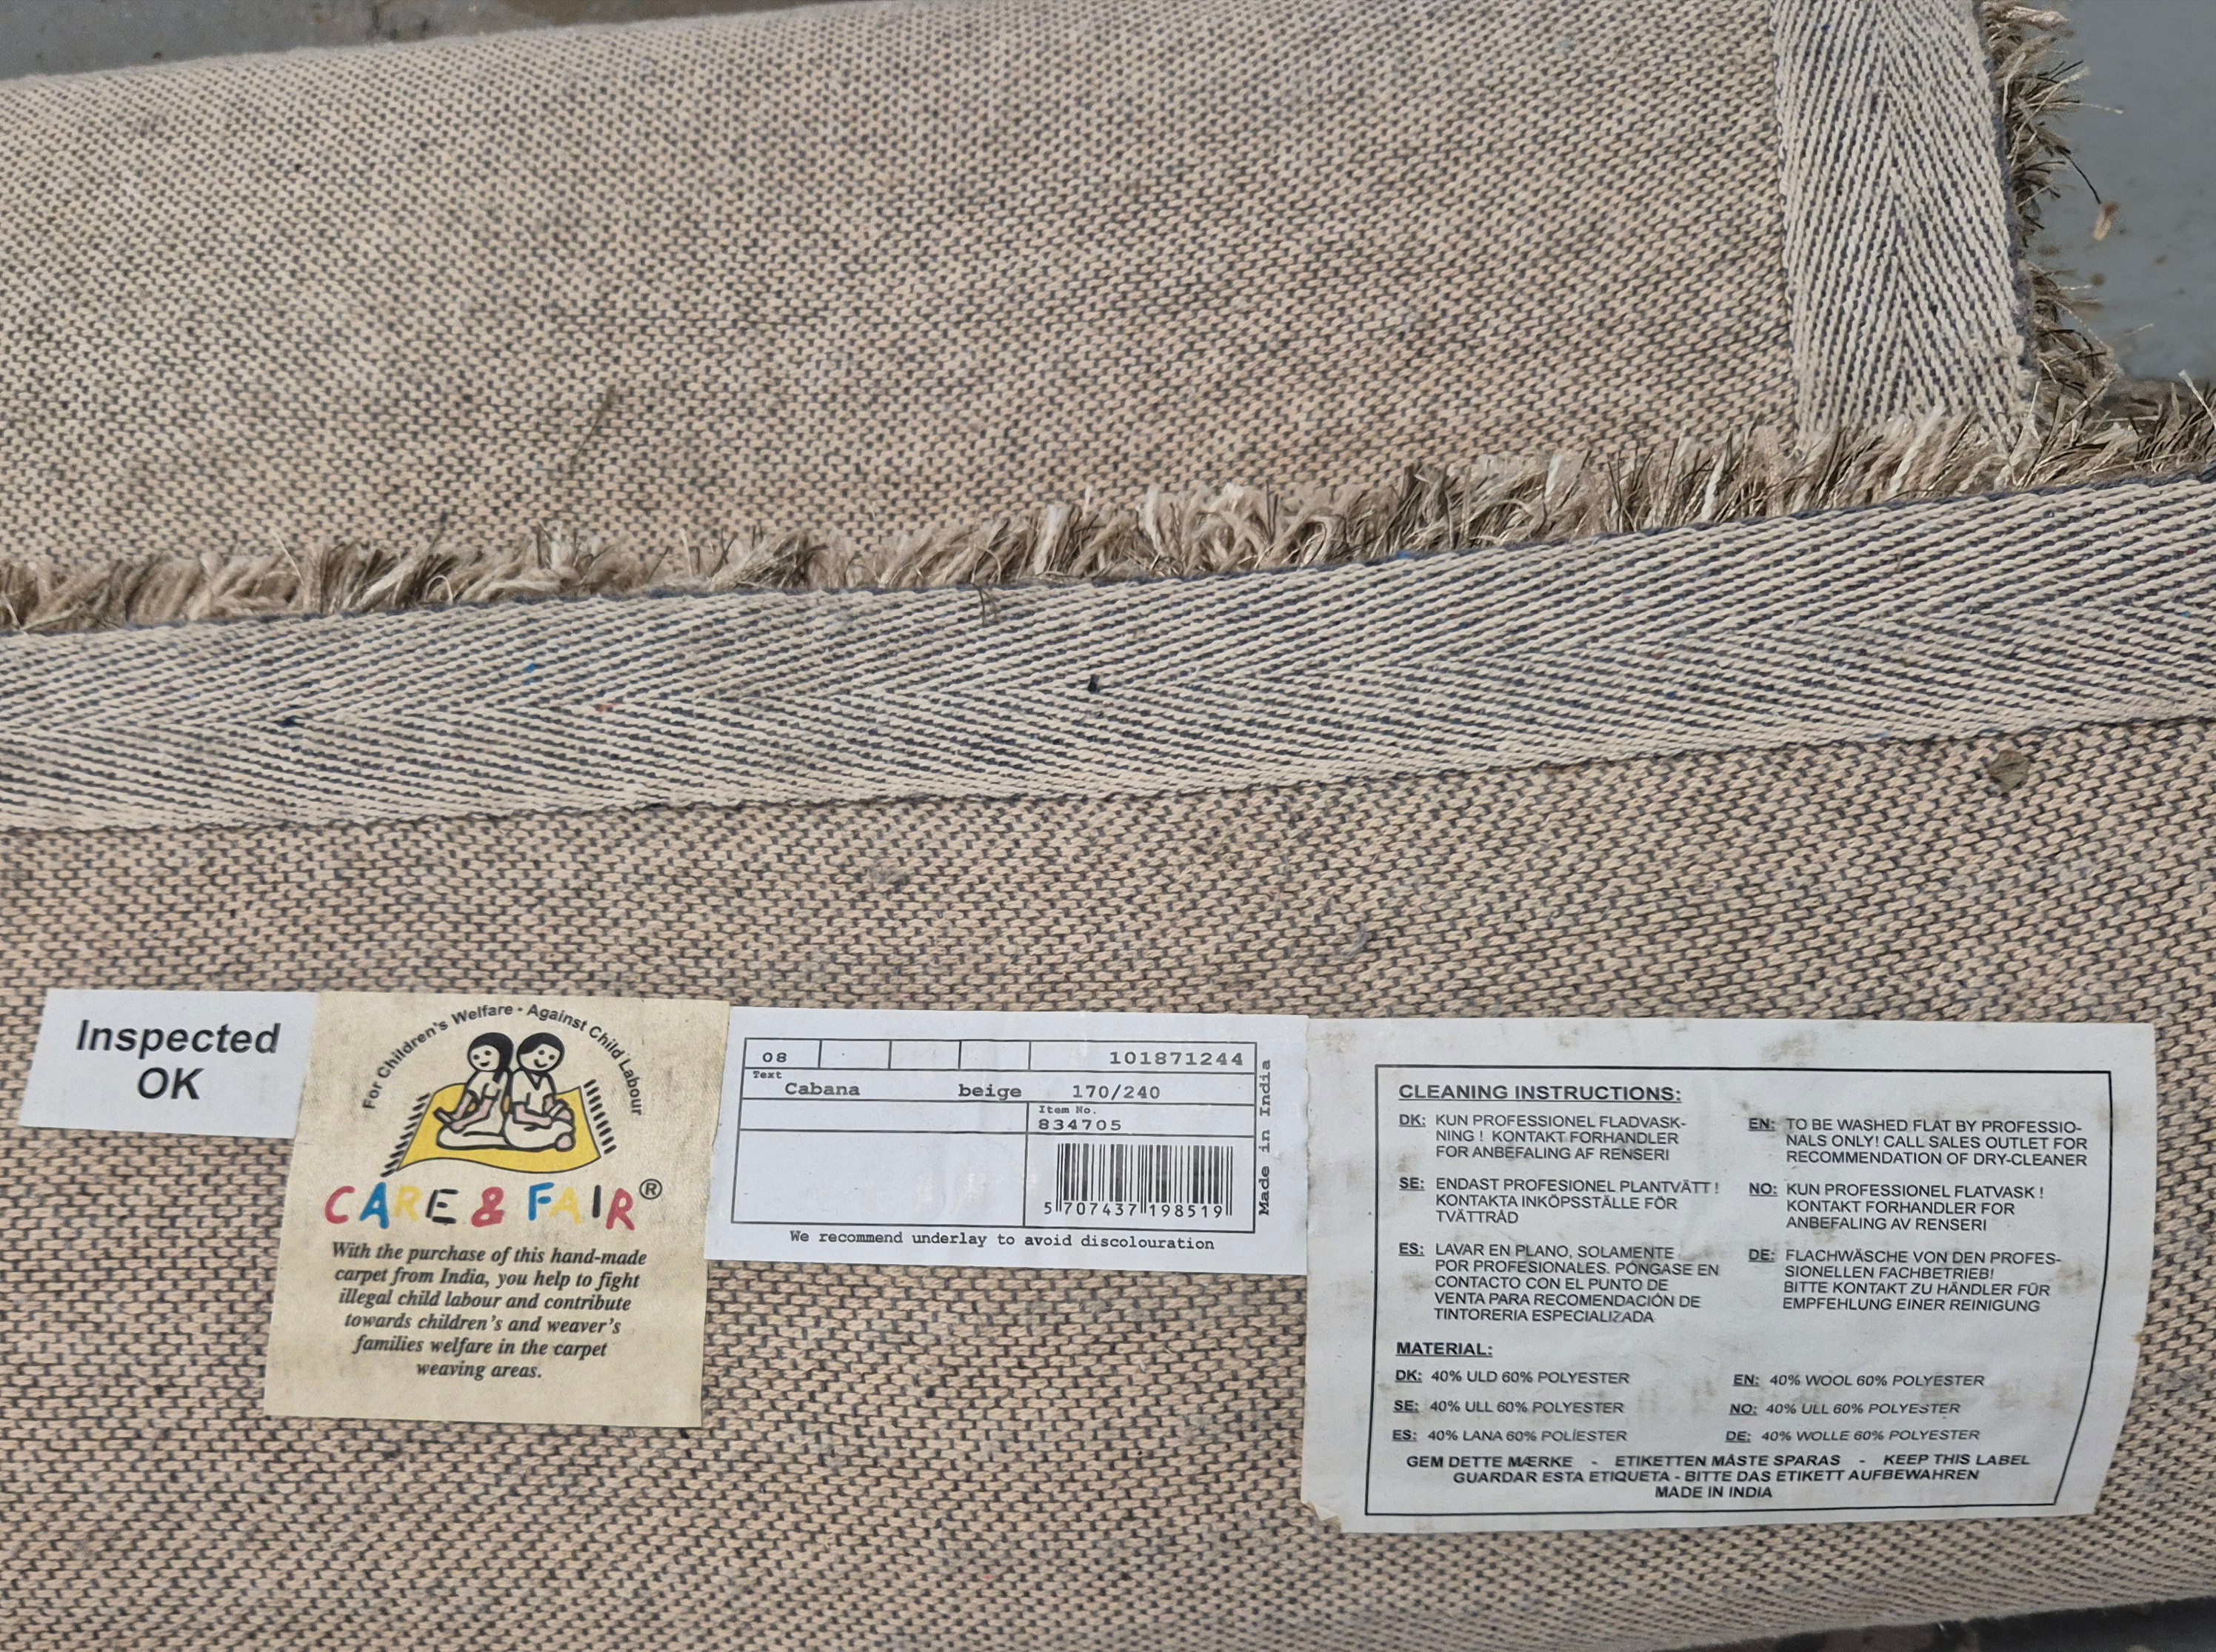 Inspected
OK
For Children's Welfare - Against Child Labour
CARE & FAIR®
With the purchase of this hand-made
carpet from India, you help to fight
illegal child labour and contribute
towards children's and weaver's
families welfare in the carpet
weaving areas.
08 101871244
Text
Cabana beige 170/240
Item No.
834705
5 707437 198519
Made in India
We recommend underlay to avoid discolouration
CLEANING INSTRUCTIONS:
DK: KUN PROFESSIONEL FLADVASK-
NING ! KONTAKT FORHANDLER
FOR ANBEFALING AF RENSERI
SE: ENDAST PROFESIONEL PLANTVÄTT !
KONTAKTA INKÖPSSTÄLLE FÖR
TVÄTTRÅD
ES: LAVAR EN PLANO, SOLAMENTE
POR PROFESIONALES. PÓNGASE EN
CONTACTO CON EL PUNTO DE
VENTA PARA RECOMENDACIÓN DE
TINTORERIA ESPECIALIZADA
EN: TO BE WASHED FLAT BY PROFESSIO-
NALS ONLY! CALL SALES OUTLET FOR
RECOMMENDATION OF DRY-CLEANER
NO: KUN PROFESSIONEL FLATVASK !
KONTAKT FORHANDLER FOR
ANBEFALING AV RENSERI
DE: FLACHWÄSCHE VON DEN PROFES-
SIONELLEN FACHBETRIEB!
BITTE KONTAKT ZU HÄNDLER FÜR
EMPFEHLUNG EINER REINIGUNG
MATERIAL:
DK: 40% ULD 60% POLYESTER
EN: 40% WOOL 60% POLYESTER
SE: 40% ULL 60% POLYESTER
NO: 40% ULL 60% POLYESTER
ES: 40% LANA 60% POLÍESTER
DE: 40% WOLLE 60% POLYESTER
GEM DETTE MÆRKE - ETIKETTEN MÅSTE SPARAS - KEEP THIS LABEL
GUARDAR ESTA ETIQUETA - BITTE DAS ETIKETT AUFBEWAHREN
MADE IN INDIA